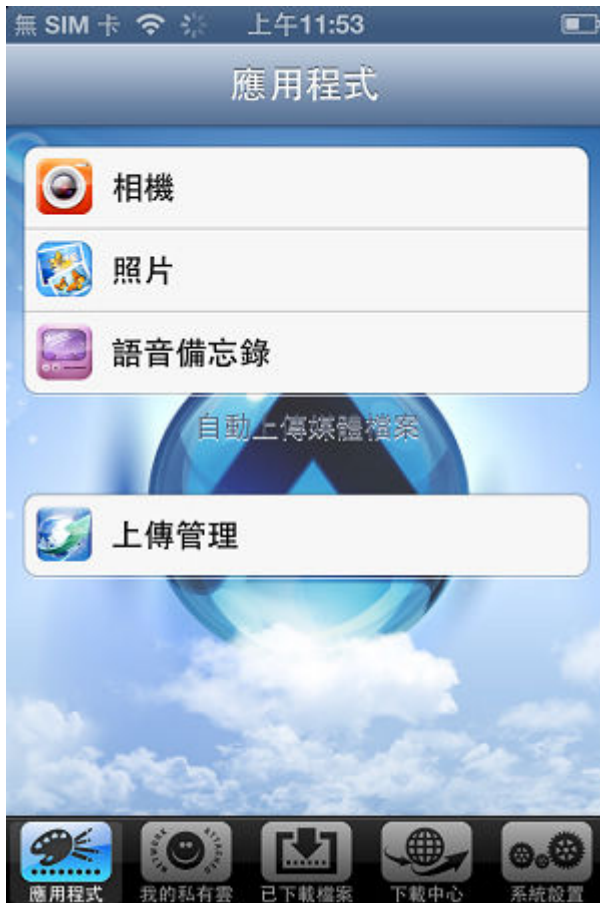 無 SIM 卡
上午11:53
應用程式
相機
照片
語音備忘錄
自動上傳媒體檔案
上傳管理
NETWORK ATTACHED
應用程式
我的私有雲
已下載檔案
下載中心
系統設置